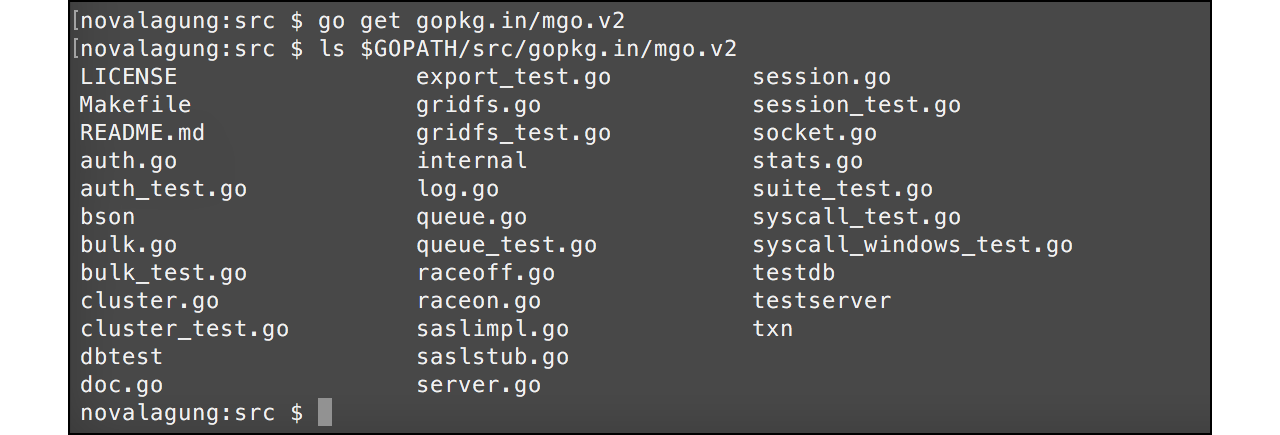 [novalagung:src $ go get gopkg.in/mgo.v2
[novalagung:src $ ls $GOPATH/src/gopkg.in/mgo.v2
LICENSE export_test.go session.go
Makefile gridfs.go session_test.go
README.md gridfs_test.go socket.go
auth.go internal stats.go
auth_test.go log.go suite_test.go
bson queue.go syscall_test.go
bulk.go queue_test.go syscall_windows_test.go
bulk_test.go raceoff.go testdb
cluster.go raceon.go testserver
cluster_test.go saslimpl.go txn
dbtest saslstub.go
doc.go server.go
novalagung:src $